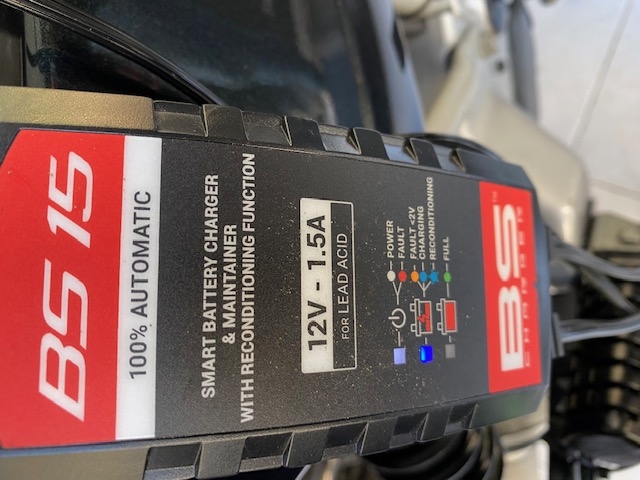 BS 15
100% AUTOMATIC
SMART BATTERY CHARGER
& MAINTAINER
WITH RECONDITIONING FUNCTION
12V - 1.5A
FOR LEAD ACID
POWER
FAULT
FAULT <2V
CHARGING
RECONDITIONING
FULL
BS™
CHARGER